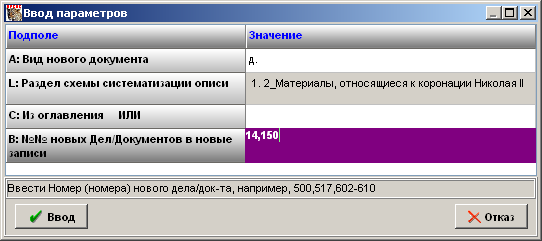 Ввод параметров
Подполе Значение
A: Вид нового документа д.
L: Раздел схемы систематизации описи 1. 2_Материалы, относящиеся к коронации Николая II
C: Из оглавления ИЛИ
B: №№ новых Дел/Документов в новые 14,150
записи
Ввести Номер (номера) нового дела/док-та, например, 500,517,602-610
Ввод Отказ